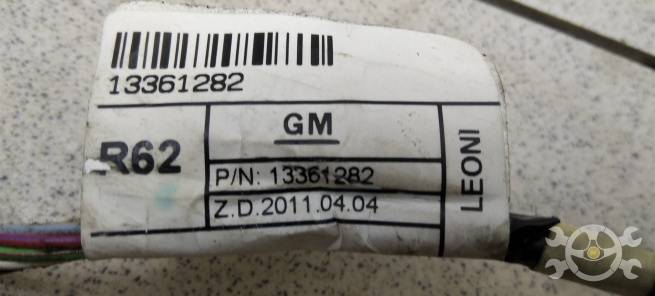 13361282
R62
GM
P/N: 13361282
Z.D.2011.04.04
LEONI